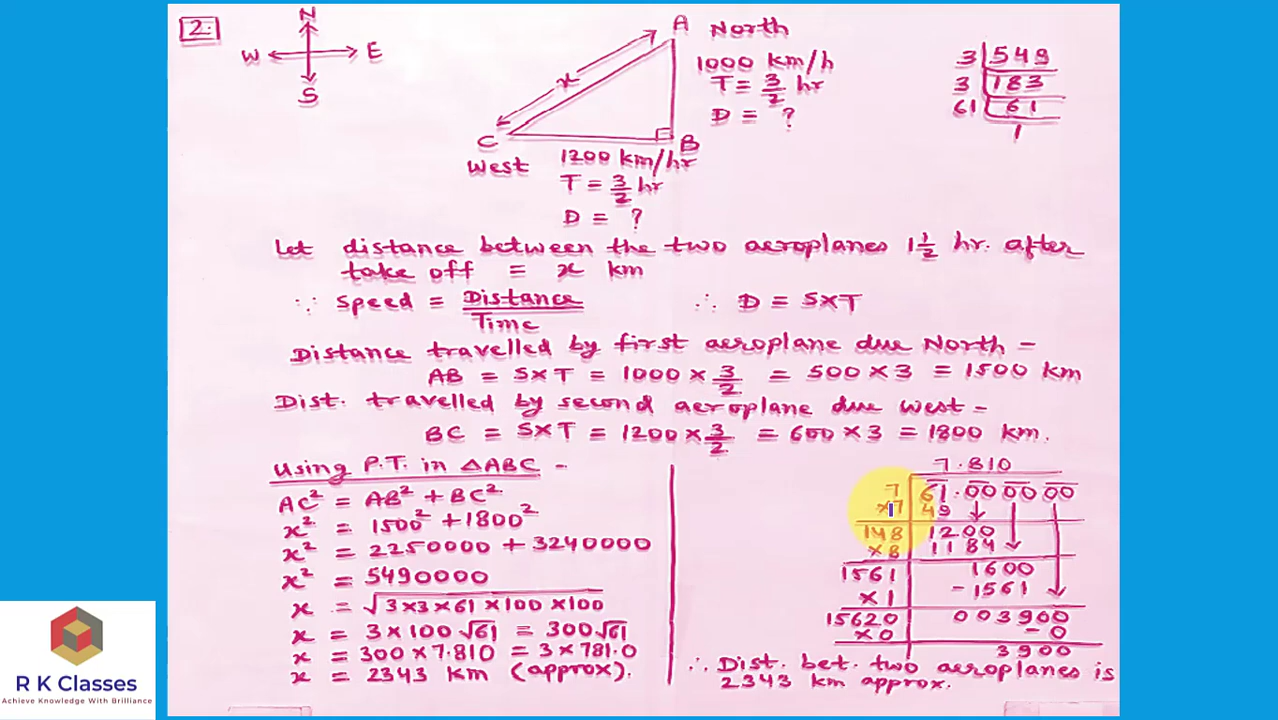 2.
N
W E
S
A North
1000 km/h
T = 3/2 hr
D = ?
x
C B
West 1200 km/hr
T = 3/2 hr
D = ?
3 | 549
3 | 183
61 | 61
1
Let distance between the two aeroplanes 1 1/2 hr. after
take off = x km
∵ Speed = Distance/Time ∴ D = S×T
Distance travelled by first aeroplane due North -
AB = S×T = 1000 × 3/2 = 500 × 3 = 1500 km
Dist. travelled by second aeroplane due west -
BC = S×T = 1200 × 3/2 = 600 × 3 = 1800 km.
Using P.T. in △ABC -
AC² = AB² + BC²
x² = 1500² + 1800²
x² = 2250000 + 3240000
x² = 5490000
x = √3×3×61×100×100
x = 3×100√61 = 300√61
x = 300×7.810 = 3×781.0
x = 2343 km (approx).
7.810
7 | 61.00 00 00
×7 | 49
148 | 1200
×8 | 1184
1561 | 1600
×1 | -1561
15620 | 003900
×0 | -0
3900
∴ Dist. bet. two aeroplanes is
2343 km approx.
R K Classes
Achieve Knowledge With Brilliance